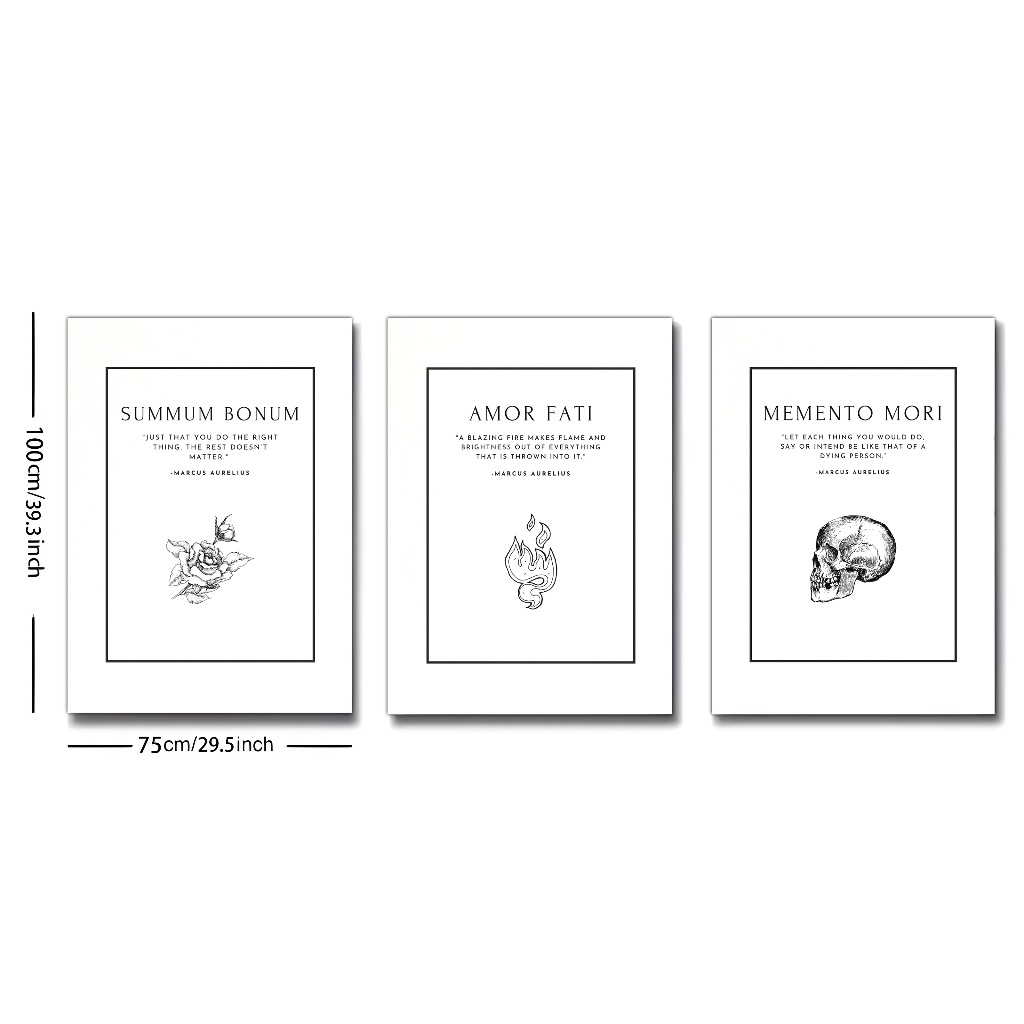 SUMMUM BONUM
"JUST THAT YOU DO THE RIGHT
THING. THE REST DOESN'T
MATTER."
-MARCUS AURELIUS
AMOR FATI
"A BLAZING FIRE MAKES FLAME AND
BRIGHTNESS OUT OF EVERYTHING
THAT IS THROWN INTO IT."
-MARCUS AURELIUS
MEMENTO MORI
"LET EACH THING YOU WOULD DO,
SAY OR INTEND BE LIKE THAT OF A
DYING PERSON."
-MARCUS AURELIUS
100cm/39.3inch
75cm/29.5inch